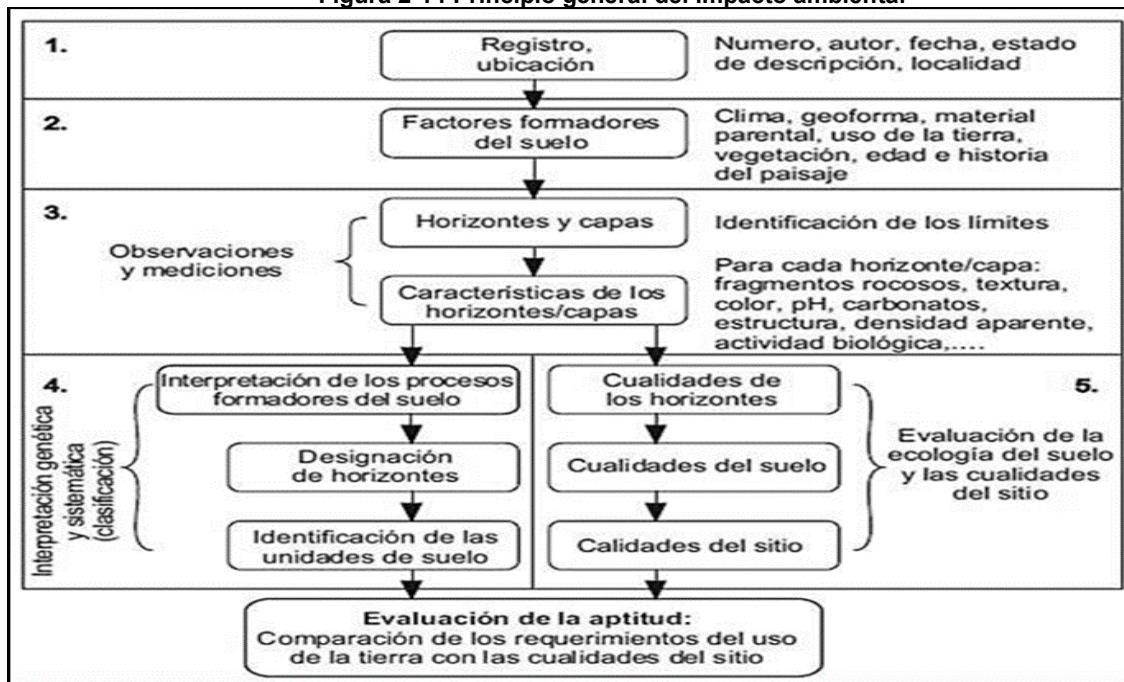 Figura 2-14 Principio general del impacto ambiental
1.
Registro,
ubicación
Numero, autor, fecha, estado
de descripción, localidad
2.
Factores formadores
del suelo
Clima, geoforma, material
parental, uso de la tierra,
vegetación, edad e historia
del paisaje
3.
Observaciones
y mediciones
Horizontes y capas
Identificación de los límites
Características de los
horizontes/capas
Para cada horizonte/capa:
fragmentos rocosos, textura,
color, pH, carbonatos,
estructura, densidad aparente,
actividad biológica,....
4.
Interpretación genética
y sistemática
(clasificación)
Interpretación de los procesos
formadores del suelo
Designación
de horizontes
Identificación de las
unidades de suelo
5.
Cualidades de
los horizontes
Cualidades del suelo
Calidades del sitio
Evaluación de la
ecología del suelo
y las cualidades
del sitio
Evaluación de la aptitud:
Comparación de los requerimientos del uso
de la tierra con las cualidades del sitio